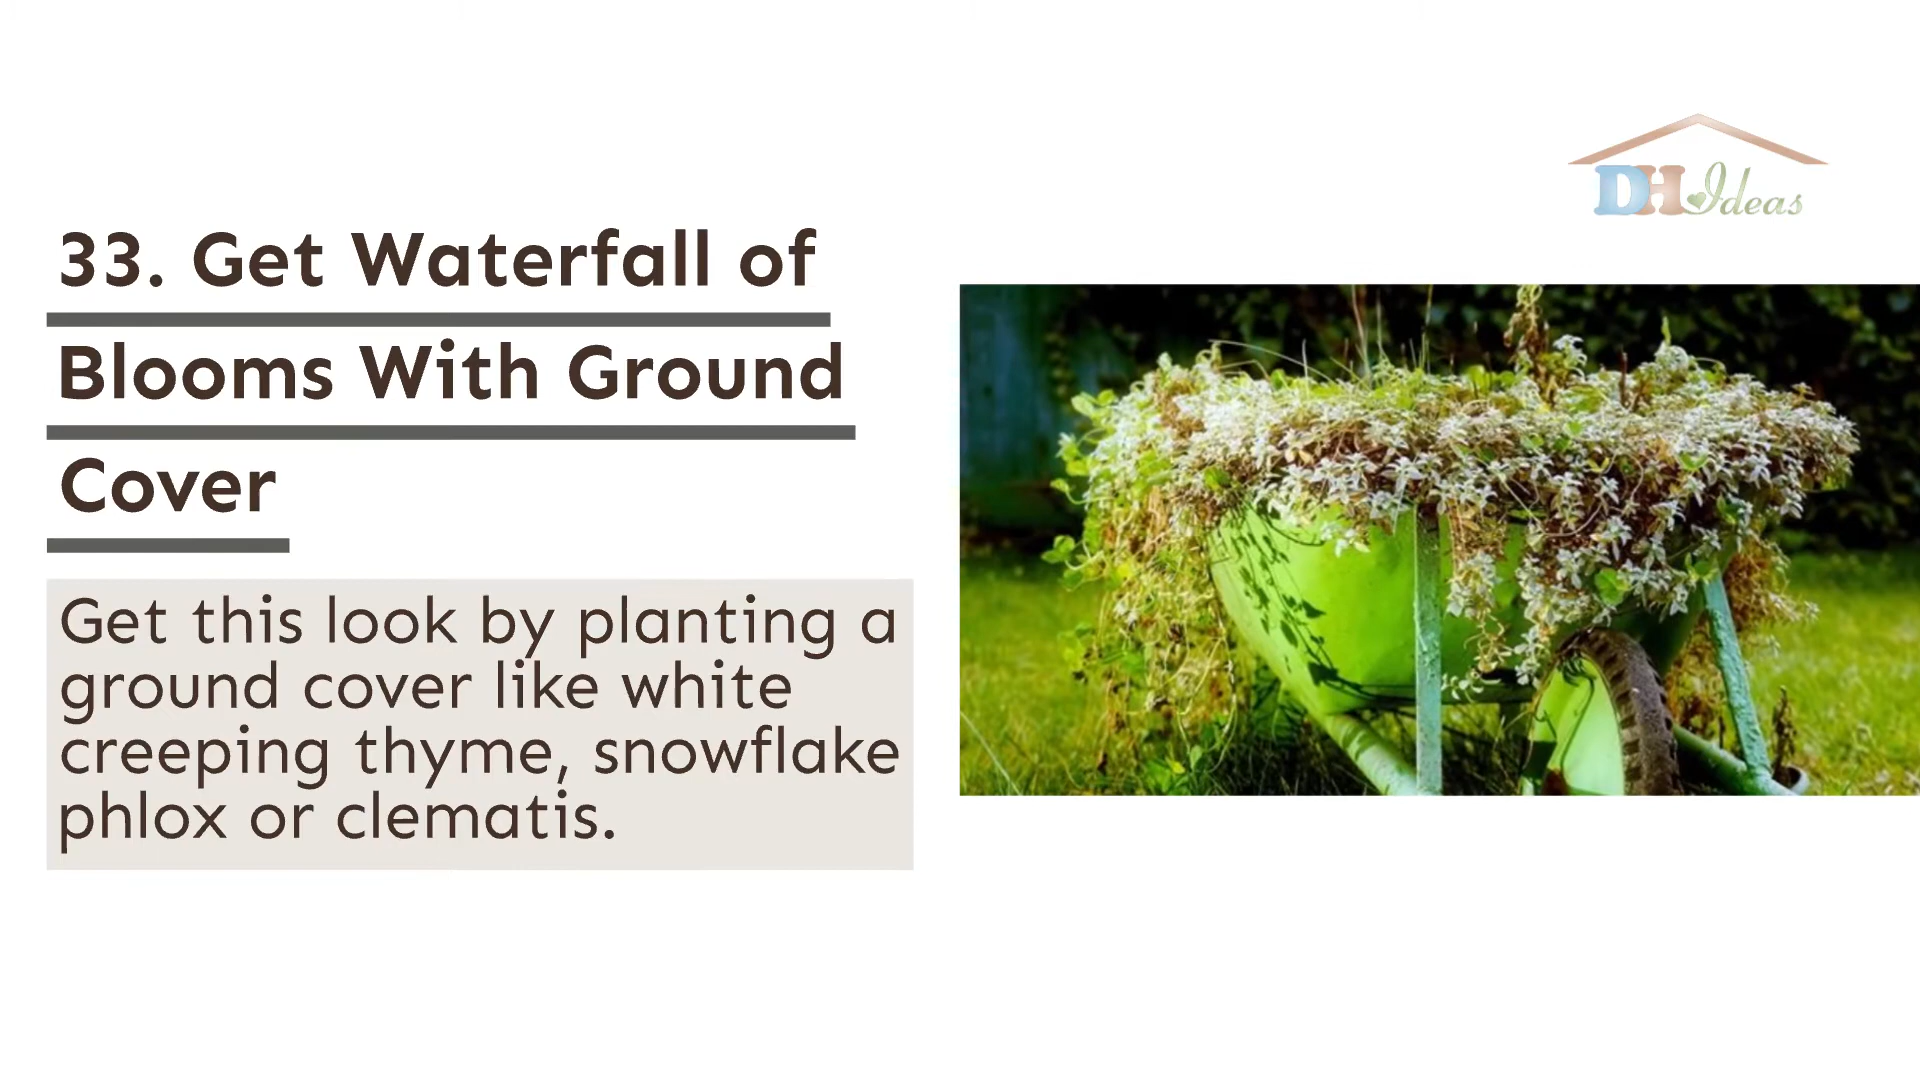 DH Ideas
33. Get Waterfall of
Blooms With Ground
Cover
Get this look by planting a
ground cover like white
creeping thyme, snowflake
phlox or clematis.